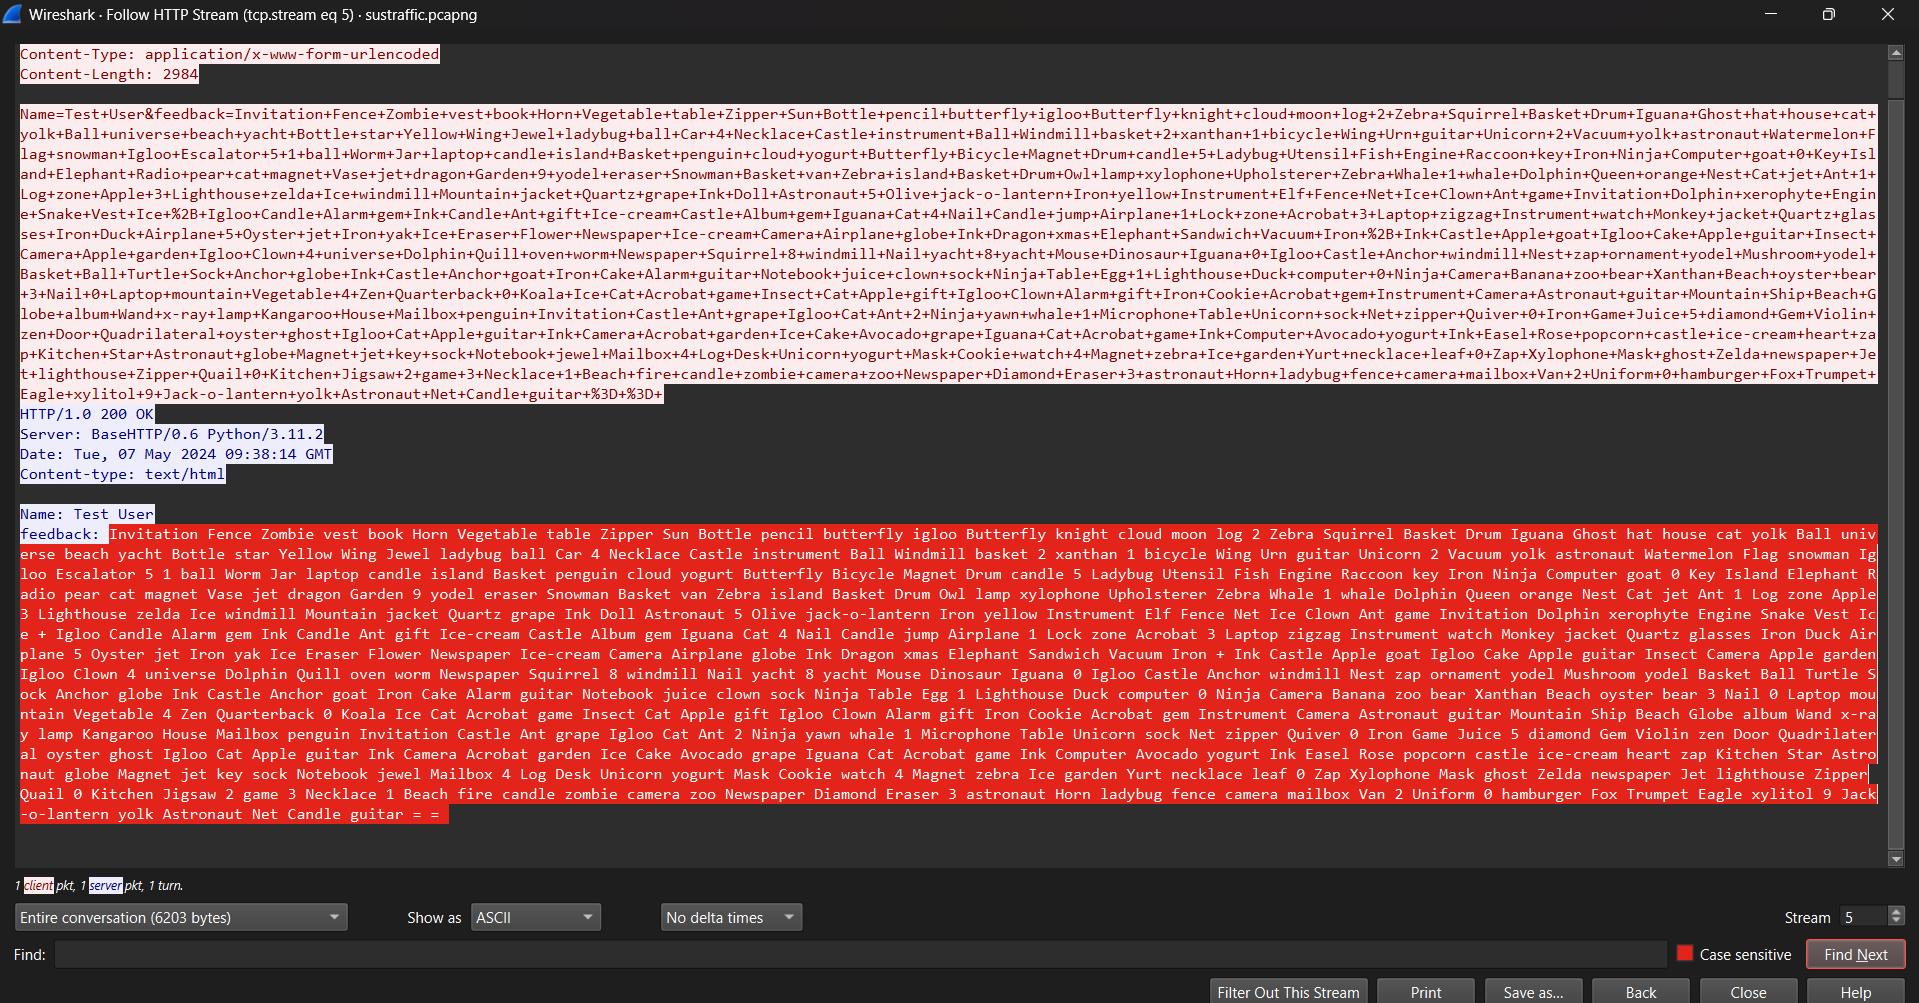 Wireshark · Follow HTTP Stream (tcp.stream eq 5) · sustraffic.pcapng
Content-Type: application/x-www-form-urlencoded
Content-Length: 2984
Name=Test+User&feedback=Invitation+Fence+Zombie+vest+book+Horn+Vegetable+table+Zipper+Sun+Bottle+pencil+butterfly+igloo+Butterfly+knight+cloud+moon+log+2+Zebra+Squirrel+Basket+Drum+Iguana+Ghost+hat+house+cat+
yolk+Ball+universe+beach+yacht+Bottle+star+Yellow+Wing+Jewel+ladybug+ball+Car+4+Necklace+Castle+instrument+Ball+Windmill+basket+2+xanthan+1+bicycle+Wing+Urn+guitar+Unicorn+2+Vacuum+yolk+astronaut+Watermelon+F
lag+snowman+Igloo+Escalator+5+1+ball+Worm+Jar+laptop+candle+island+Basket+penguin+cloud+yogurt+Butterfly+Bicycle+Magnet+Drum+candle+5+Ladybug+Utensil+Fish+Engine+Raccoon+key+Iron+Ninja+Computer+goat+0+Key+Isl
and+Elephant+Radio+pear+cat+magnet+Vase+jet+dragon+Garden+9+yodel+eraser+Snowman+Basket+van+Zebra+island+Basket+Drum+Owl+lamp+xylophone+Upholsterer+Zebra+Whale+1+whale+Dolphin+Queen+orange+Nest+Cat+jet+Ant+1+
Log+zone+Apple+3+Lighthouse+zelda+Ice+windmill+Mountain+jacket+Quartz+grape+Ink+Doll+Astronaut+5+Olive+jack-o-lantern+Iron+yellow+Instrument+Elf+Fence+Net+Ice+Clown+Ant+game+Invitation+Dolphin+xerophyte+Engin
e+Snake+Vest+Ice+%2B+Igloo+Candle+Alarm+gem+Ink+Candle+Ant+gift+Ice-cream+Castle+Album+gem+Iguana+Cat+4+Nail+Candle+jump+Airplane+1+Lock+zone+Acrobat+3+Laptop+zigzag+Instrument+watch+Monkey+jacket+Quartz+glas
ses+Iron+Duck+Airplane+5+Oyster+jet+Iron+yak+Ice+Eraser+Flower+Newspaper+Ice-cream+Camera+Airplane+globe+Ink+Dragon+xmas+Elephant+Sandwich+Vacuum+Iron+%2B+Ink+Castle+Apple+goat+Igloo+Cake+Apple+guitar+Insect+
Camera+Apple+garden+Igloo+Clown+4+universe+Dolphin+Quill+oven+worm+Newspaper+Squirrel+8+windmill+Nail+yacht+8+yacht+Mouse+Dinosaur+Iguana+0+Igloo+Castle+Anchor+windmill+Nest+zap+ornament+yodel+Mushroom+yodel+
Basket+Ball+Turtle+Sock+Anchor+globe+Ink+Castle+Anchor+goat+Iron+Cake+Alarm+guitar+Notebook+juice+clown+sock+Ninja+Table+Egg+1+Lighthouse+Duck+computer+0+Ninja+Camera+Banana+zoo+bear+Xanthan+Beach+oyster+bear
+3+Nail+0+Laptop+mountain+Vegetable+4+Zen+Quarterback+0+Koala+Ice+Cat+Acrobat+game+Insect+Cat+Apple+gift+Igloo+Clown+Alarm+gift+Iron+Cookie+Acrobat+gem+Instrument+Camera+Astronaut+guitar+Mountain+Ship+Beach+G
lobe+album+Wand+x-ray+lamp+Kangaroo+House+Mailbox+penguin+Invitation+Castle+Ant+grape+Igloo+Cat+Ant+2+Ninja+yawn+whale+1+Microphone+Table+Unicorn+sock+Net+zipper+Quiver+0+Iron+Game+Juice+5+diamond+Gem+Violin+
zen+Door+Quadrilateral+oyster+ghost+Igloo+Cat+Apple+guitar+Ink+Camera+Acrobat+garden+Ice+Cake+Avocado+grape+Iguana+Cat+Acrobat+game+Ink+Computer+Avocado+yogurt+Ink+Easel+Rose+popcorn+castle+ice-cream+heart+za
p+Kitchen+Star+Astronaut+globe+Magnet+jet+key+sock+Notebook+jewel+Mailbox+4+Log+Desk+Unicorn+yogurt+Mask+Cookie+watch+4+Magnet+zebra+Ice+garden+Yurt+necklace+leaf+0+Zap+Xylophone+Mask+ghost+Zelda+newspaper+Je
t+lighthouse+Zipper+Quail+0+Kitchen+Jigsaw+2+game+3+Necklace+1+Beach+fire+candle+zombie+camera+zoo+Newspaper+Diamond+Eraser+3+astronaut+Horn+ladybug+fence+camera+mailbox+Van+2+Uniform+0+hamburger+Fox+Trumpet+
Eagle+xylitol+9+Jack-o-lantern+yolk+Astronaut+Net+Candle+guitar+%3D+%3D+
HTTP/1.0 200 OK
Server: BaseHTTP/0.6 Python/3.11.2
Date: Tue, 07 May 2024 09:38:14 GMT
Content-type: text/html
Name: Test User
feedback: Invitation Fence Zombie vest book Horn Vegetable table Zipper Sun Bottle pencil butterfly igloo Butterfly knight cloud moon log 2 Zebra Squirrel Basket Drum Iguana Ghost hat house cat yolk Ball univ
erse beach yacht Bottle star Yellow Wing Jewel ladybug ball Car 4 Necklace Castle instrument Ball Windmill basket 2 xanthan 1 bicycle Wing Urn guitar Unicorn 2 Vacuum yolk astronaut Watermelon Flag snowman Ig
loo Escalator 5 1 ball Worm Jar laptop candle island Basket penguin cloud yogurt Butterfly Bicycle Magnet Drum candle 5 Ladybug Utensil Fish Engine Raccoon key Iron Ninja Computer goat 0 Key Island Elephant R
adio pear cat magnet Vase jet dragon Garden 9 yodel eraser Snowman Basket van Zebra island Basket Drum Owl lamp xylophone Upholsterer Zebra Whale 1 whale Dolphin Queen orange Nest Cat jet Ant 1 Log zone Apple
3 Lighthouse zelda Ice windmill Mountain jacket Quartz grape Ink Doll Astronaut 5 Olive jack-o-lantern Iron yellow Instrument Elf Fence Net Ice Clown Ant game Invitation Dolphin xerophyte Engine Snake Vest Ic
e + Igloo Candle Alarm gem Ink Candle Ant gift Ice-cream Castle Album gem Iguana Cat 4 Nail Candle jump Airplane 1 Lock zone Acrobat 3 Laptop zigzag Instrument watch Monkey jacket Quartz glasses Iron Duck Air
plane 5 Oyster jet Iron yak Ice Eraser Flower Newspaper Ice-cream Camera Airplane globe Ink Dragon xmas Elephant Sandwich Vacuum Iron + Ink Castle Apple goat Igloo Cake Apple guitar Insect Camera Apple garden
Igloo Clown 4 universe Dolphin Quill oven worm Newspaper Squirrel 8 windmill Nail yacht 8 yacht Mouse Dinosaur Iguana 0 Igloo Castle Anchor windmill Nest zap ornament yodel Mushroom yodel Basket Ball Turtle S
ock Anchor globe Ink Castle Anchor goat Iron Cake Alarm guitar Notebook juice clown sock Ninja Table Egg 1 Lighthouse Duck computer 0 Ninja Camera Banana zoo bear Xanthan Beach oyster bear 3 Nail 0 Laptop mou
ntain Vegetable 4 Zen Quarterback 0 Koala Ice Cat Acrobat game Insect Cat Apple gift Igloo Clown Alarm gift Iron Cookie Acrobat gem Instrument Camera Astronaut guitar Mountain Ship Beach Globe album Wand x-ra
y lamp Kangaroo House Mailbox penguin Invitation Castle Ant grape Igloo Cat Ant 2 Ninja yawn whale 1 Microphone Table Unicorn sock Net zipper Quiver 0 Iron Game Juice 5 diamond Gem Violin zen Door Quadrilater
al oyster ghost Igloo Cat Apple guitar Ink Camera Acrobat garden Ice Cake Avocado grape Iguana Cat Acrobat game Ink Computer Avocado yogurt Ink Easel Rose popcorn castle ice-cream heart zap Kitchen Star Astro
naut globe Magnet jet key sock Notebook jewel Mailbox 4 Log Desk Unicorn yogurt Mask Cookie watch 4 Magnet zebra Ice garden Yurt necklace leaf 0 Zap Xylophone Mask ghost Zelda newspaper Jet lighthouse Zipper
Quail 0 Kitchen Jigsaw 2 game 3 Necklace 1 Beach fire candle zombie camera zoo Newspaper Diamond Eraser 3 astronaut Horn ladybug fence camera mailbox Van 2 Uniform 0 hamburger Fox Trumpet Eagle xylitol 9 Jack
-o-lantern yolk Astronaut Net Candle guitar = =
1 client pkt, 1 server pkt, 1 turn.
Entire conversation (6203 bytes) Show as ASCII No delta times Stream 5
Find: Case sensitive Find Next
Filter Out This Stream Print Save as... Back Close Help